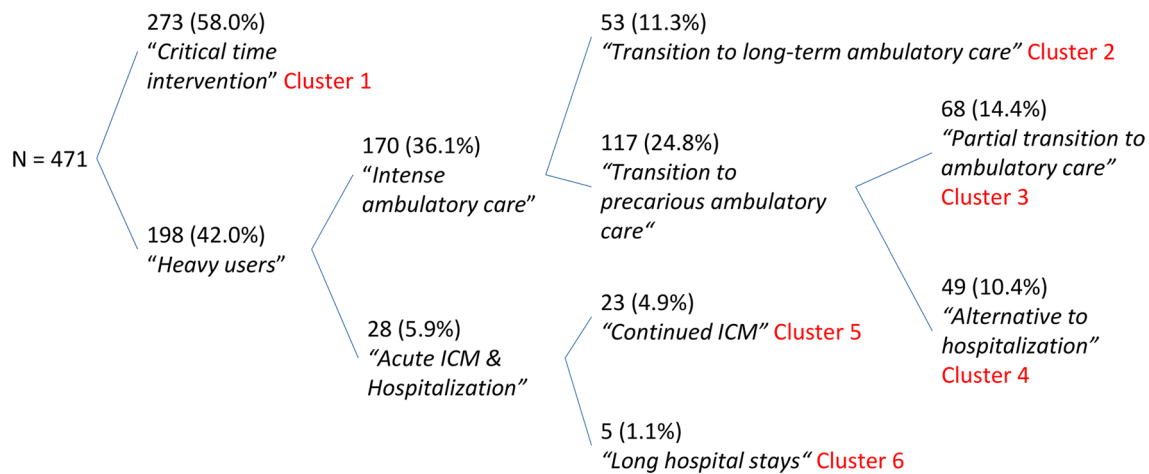 N = 471
273 (58.0%)
“Critical time
intervention” Cluster 1
198 (42.0%)
“Heavy users”
170 (36.1%)
“Intense
ambulatory care”
28 (5.9%)
“Acute ICM &
Hospitalization”
53 (11.3%)
“Transition to long-term ambulatory care” Cluster 2
117 (24.8%)
“Transition to
precarious ambulatory
care“
23 (4.9%)
“Continued ICM” Cluster 5
5 (1.1%)
“Long hospital stays“ Cluster 6
68 (14.4%)
“Partial transition to
ambulatory care”
Cluster 3
49 (10.4%)
“Alternative to
hospitalization”
Cluster 4